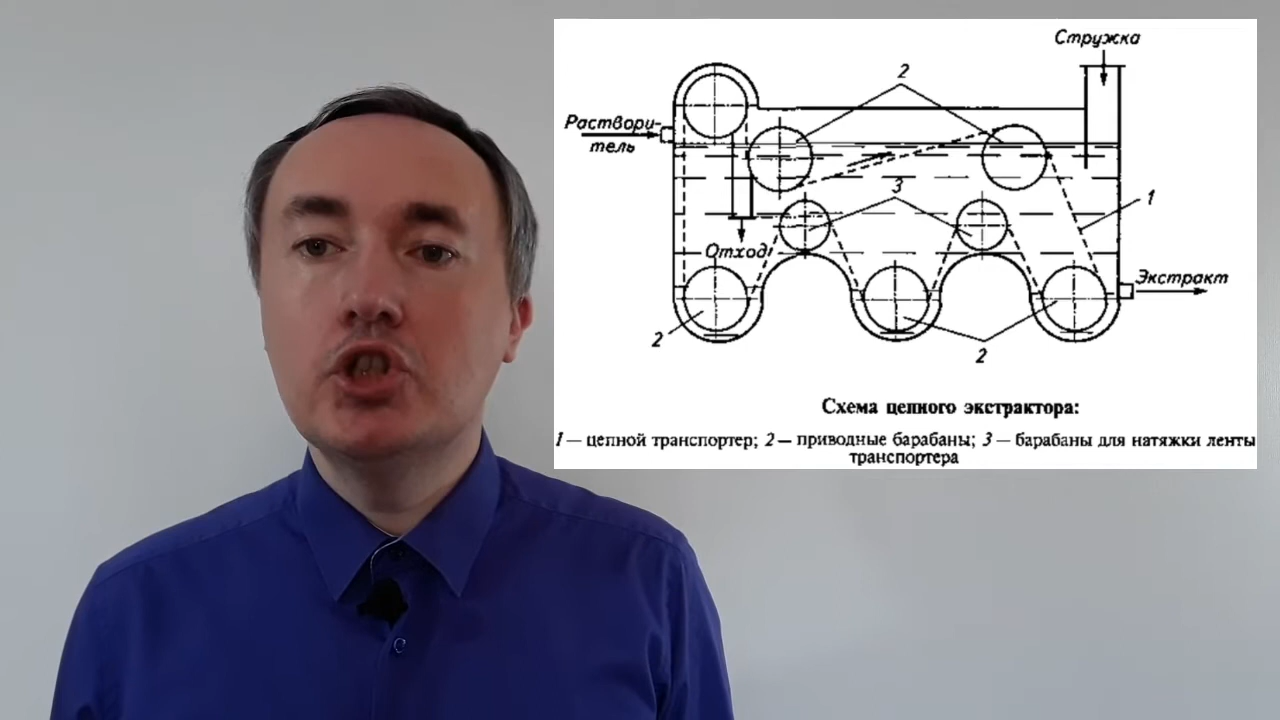 Стружка
2
Раствори-
тель
3
1
Отход
Экстракт
2
2
Схема цепного экстрактора:
1 — цепной транспортер; 2 — приводные барабаны; 3 — барабаны для натяжки ленты
транспортера